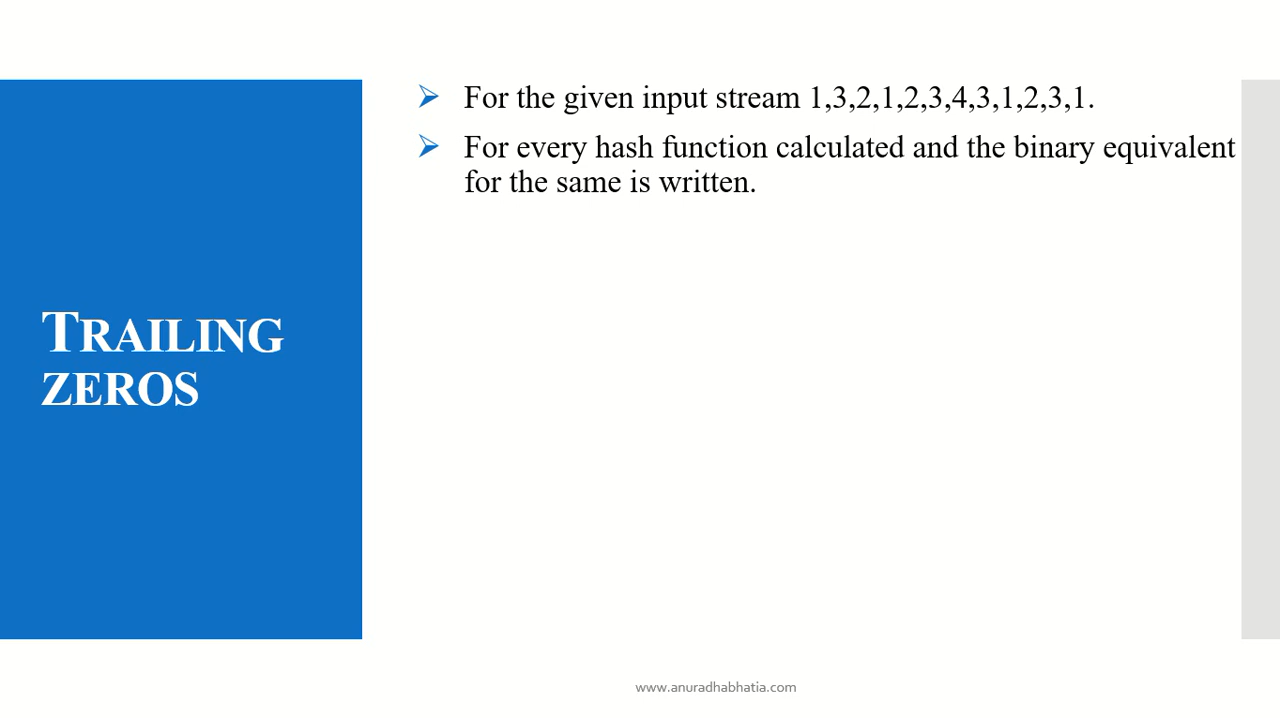 TRAILING
ZEROS
For the given input stream 1,3,2,1,2,3,4,3,1,2,3,1.
For every hash function calculated and the binary equivalent
for the same is written.
www.anuradhabhatia.com